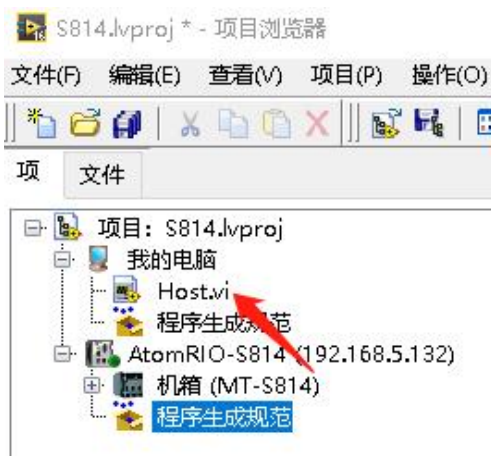 S814.lvproj * - 项目浏览器
文件(F) 编辑(E) 查看(V) 项目(P) 操作(O)
项 文件
项目: S814.lvproj
我的电脑
Host.vi
程序生成规范
AtomRIO-S814 (192.168.5.132)
机箱 (MT-S814)
程序生成规范